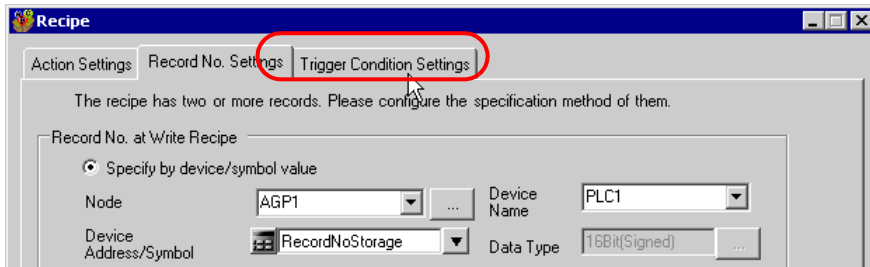 Recipe
Action Settings Record No. Settings Trigger Condition Settings
The recipe has two or more records. Please configure the specification method of them.
Record No. at Write Recipe
Specify by device/symbol value
Node AGP1 ... Device Name PLC1
Device Address/Symbol RecordNoStorage Data Type 16Bit(Signed) ...